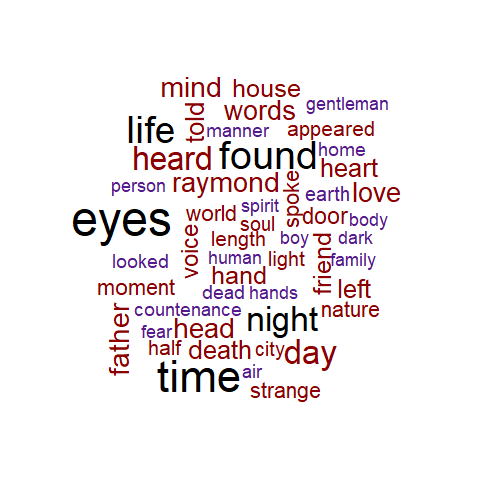 mind house
told words gentleman
life manner appeared
heard found home
person raymond spoke heart
eyes world spirit earth love
voice length soul door body
looked human boy light friend dark
moment hand family
dead hands left
father countenance night nature
fear head
half death city day
time air
strange